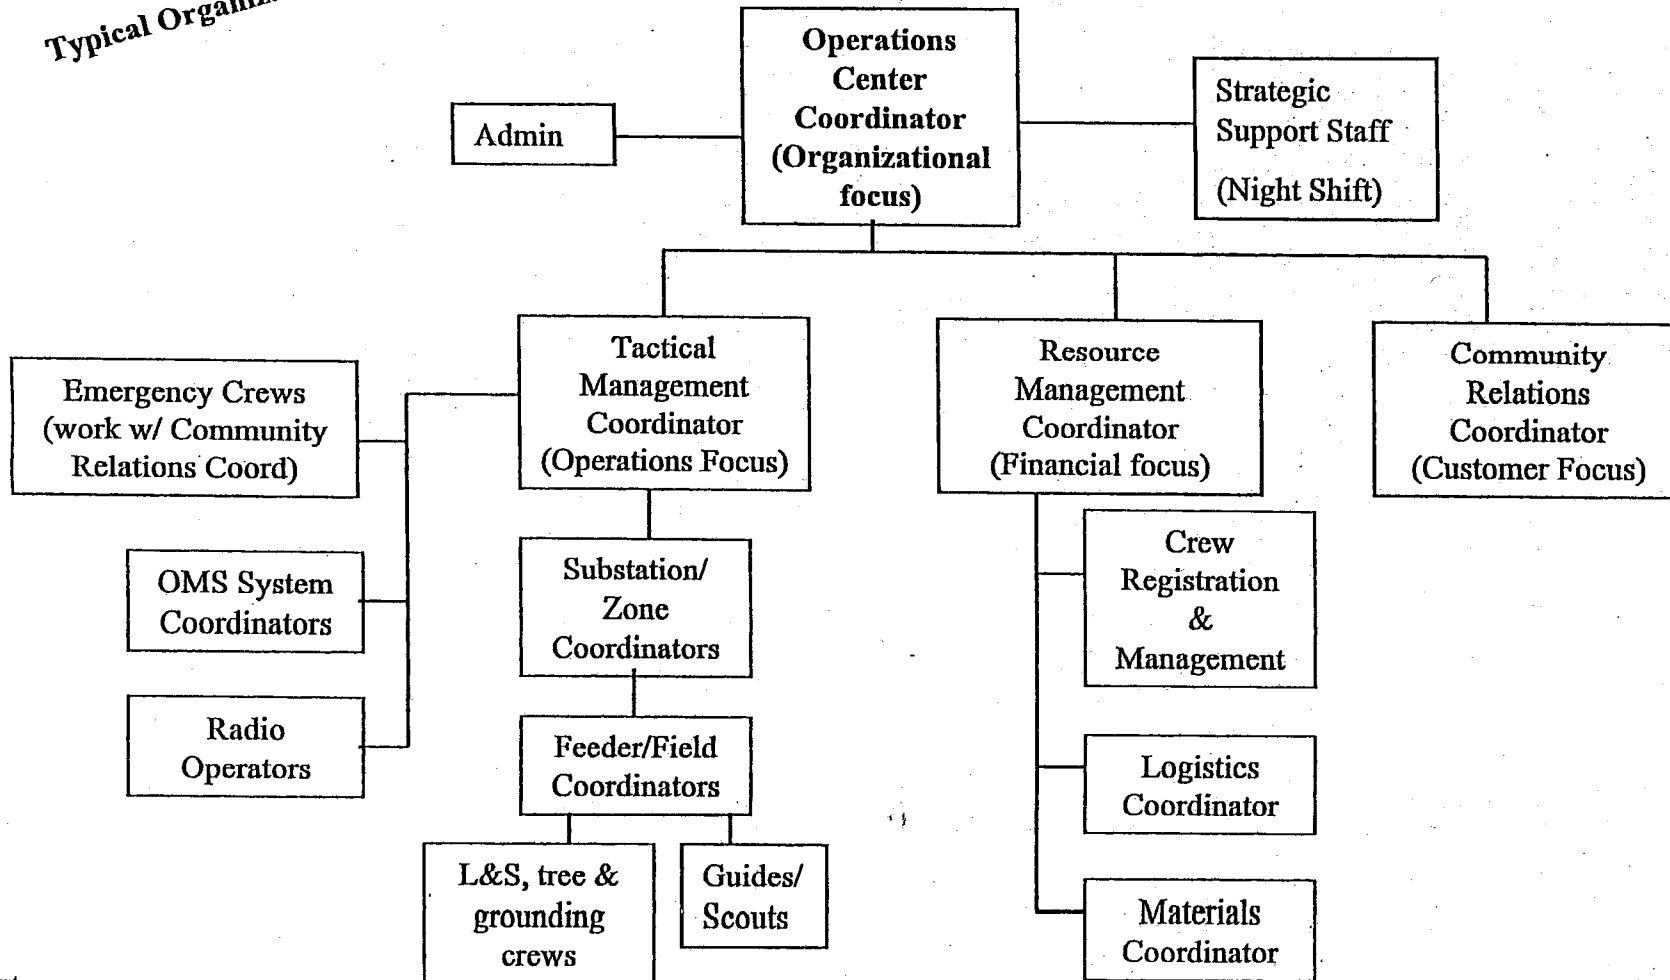 Typical
Operations
Center
Coordinator
(Organizational
focus)
Admin
Strategic
Support Staff
(Night Shift)
Tactical
Management
Coordinator
(Operations Focus)
Resource
Management
Coordinator
(Financial focus)
Community
Relations
Coordinator
(Customer Focus)
Emergency Crews
(work w/ Community
Relations Coord)
OMS System
Coordinators
Radio
Operators
Substation/
Zone
Coordinators
Feeder/Field
Coordinators
L&S, tree &
grounding
crews
Guides/
Scouts
Crew
Registration
&
Management
Logistics
Coordinator
Materials
Coordinator